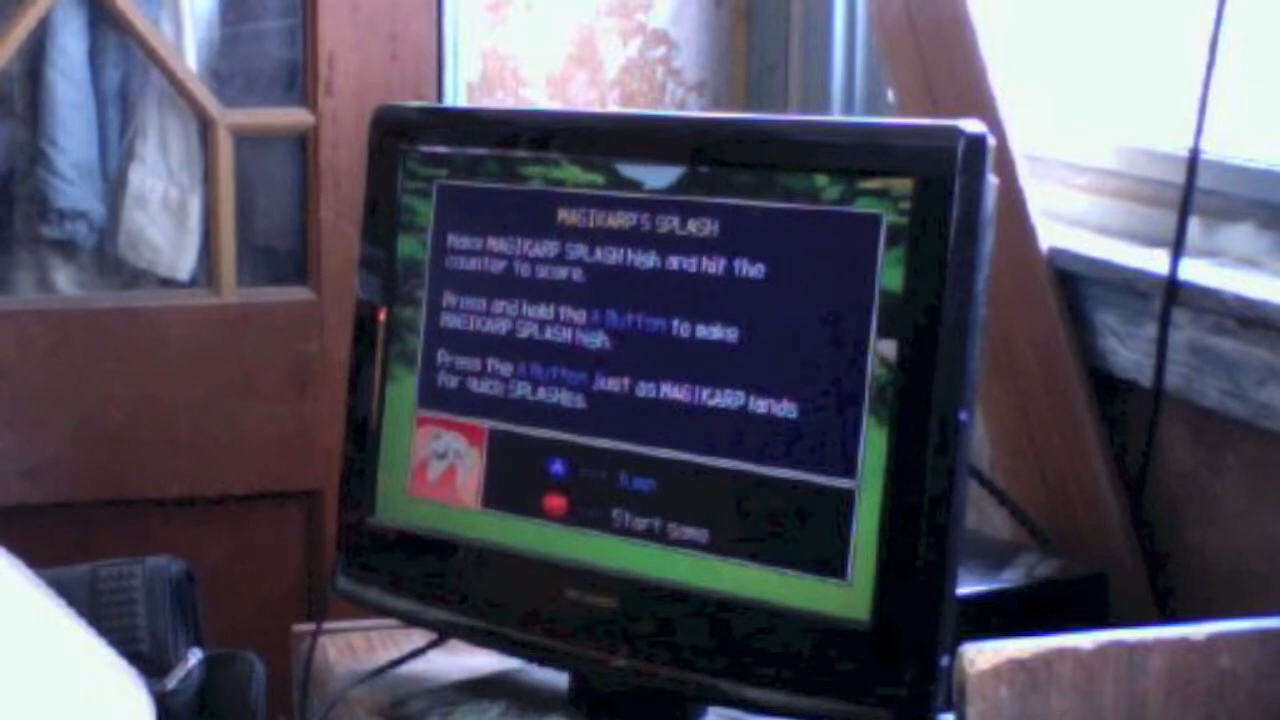 MAGIKARP'S SPLASH
Make MAGIKARP SPLASH high and hit the
counter to score.
Press and hold the A Button to make
MAGIKARP SPLASH high.
Press the A Button just as MAGIKARP lands
for quick SPLASHes.
A --- Jump
--- Start game